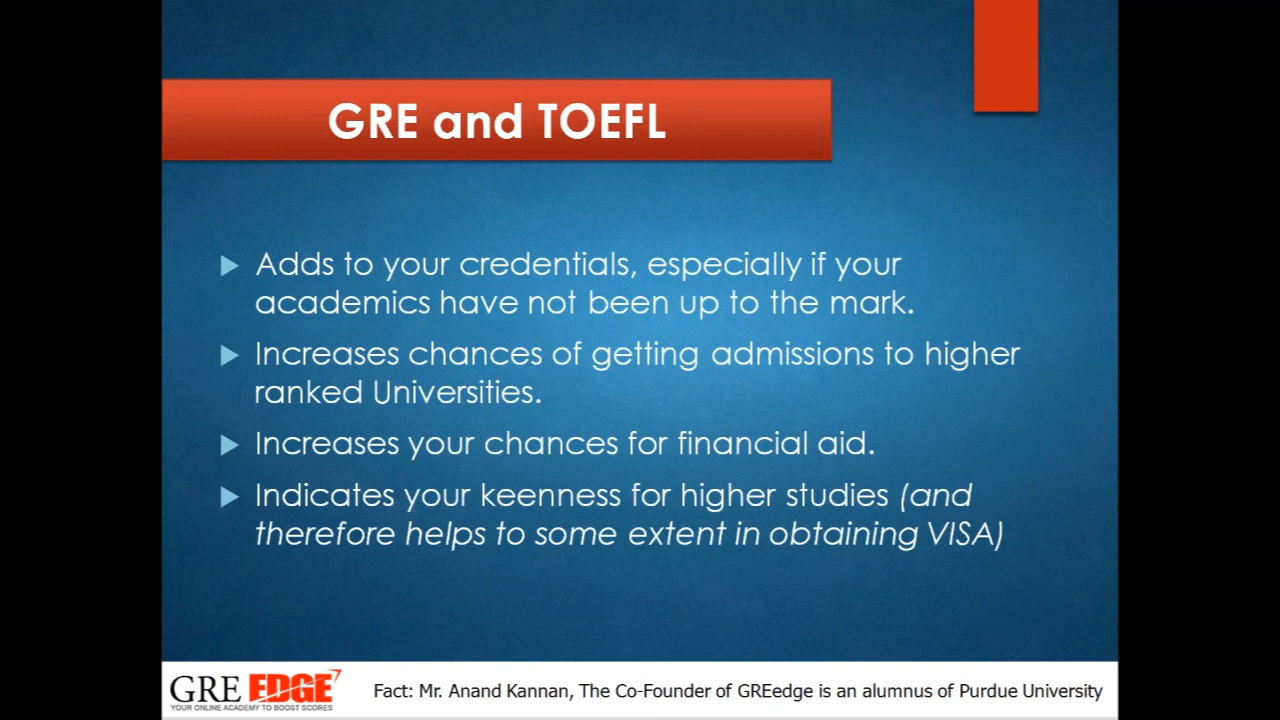 GRE and TOEFL
Adds to your credentials, especially if your
academics have not been up to the mark.
Increases chances of getting admissions to higher
ranked Universities.
Increases your chances for financial aid.
Indicates your keenness for higher studies (and
therefore helps to some extent in obtaining VISA)
GRE EDGE
YOUR ONLINE ACADEMY TO BOOST SCORES
Fact: Mr. Anand Kannan, The Co-Founder of GREedge is an alumnus of Purdue University